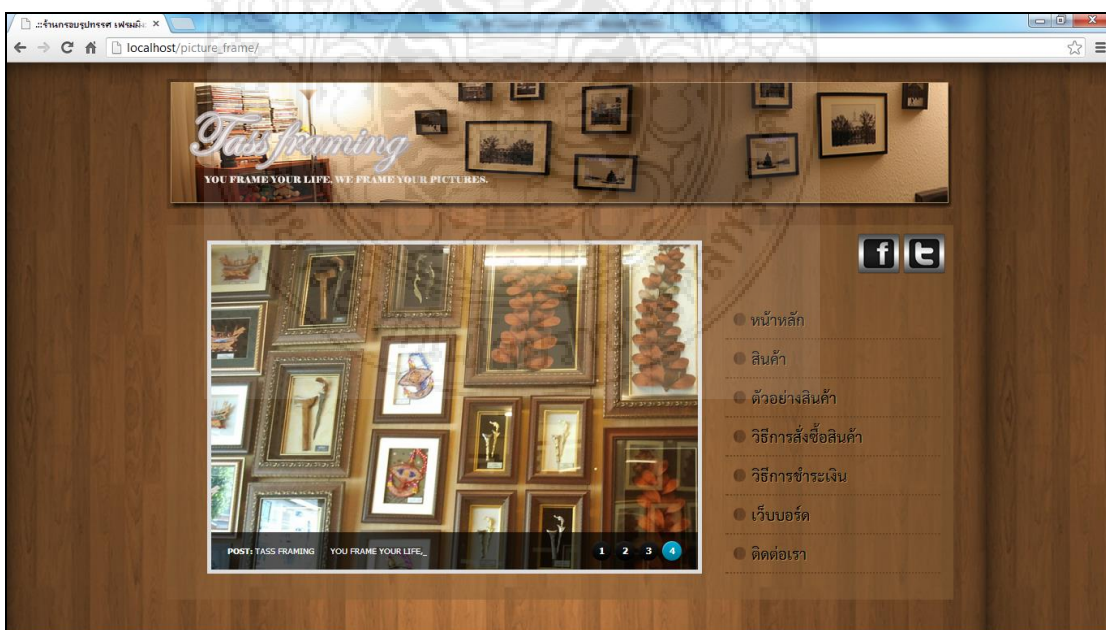 .:::ร้านกรอบรูปทรรศ เฟรมมิ่
localhost/picture_frame/
Tass framing
YOU FRAME YOUR LIFE. WE FRAME YOUR PICTURES.
หน้าหลัก
สินค้า
ตัวอย่างสินค้า
วิธีการสั่งซื้อสินค้า
วิธีการชำระเงิน
เว็บบอร์ด
ติดต่อเรา
POST: TASS FRAMING YOU FRAME YOUR LIFE,_
1 2 3 4